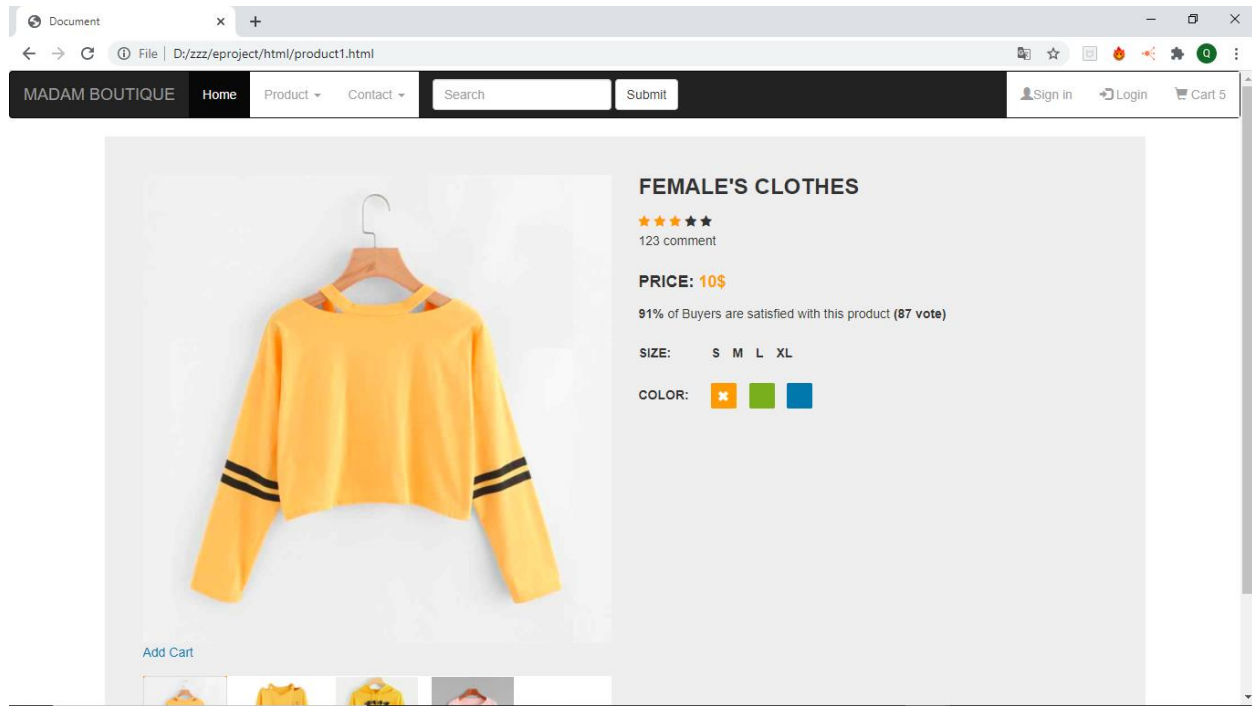 Document
File | D:/zzz/eproject/html/product1.html
Q
MADAM BOUTIQUE Home Product Contact Search Submit Sign in Login Cart 5
FEMALE'S CLOTHES
123 comment
PRICE: 10$
91% of Buyers are satisfied with this product (87 vote)
SIZE: S M L XL
COLOR:
Add Cart